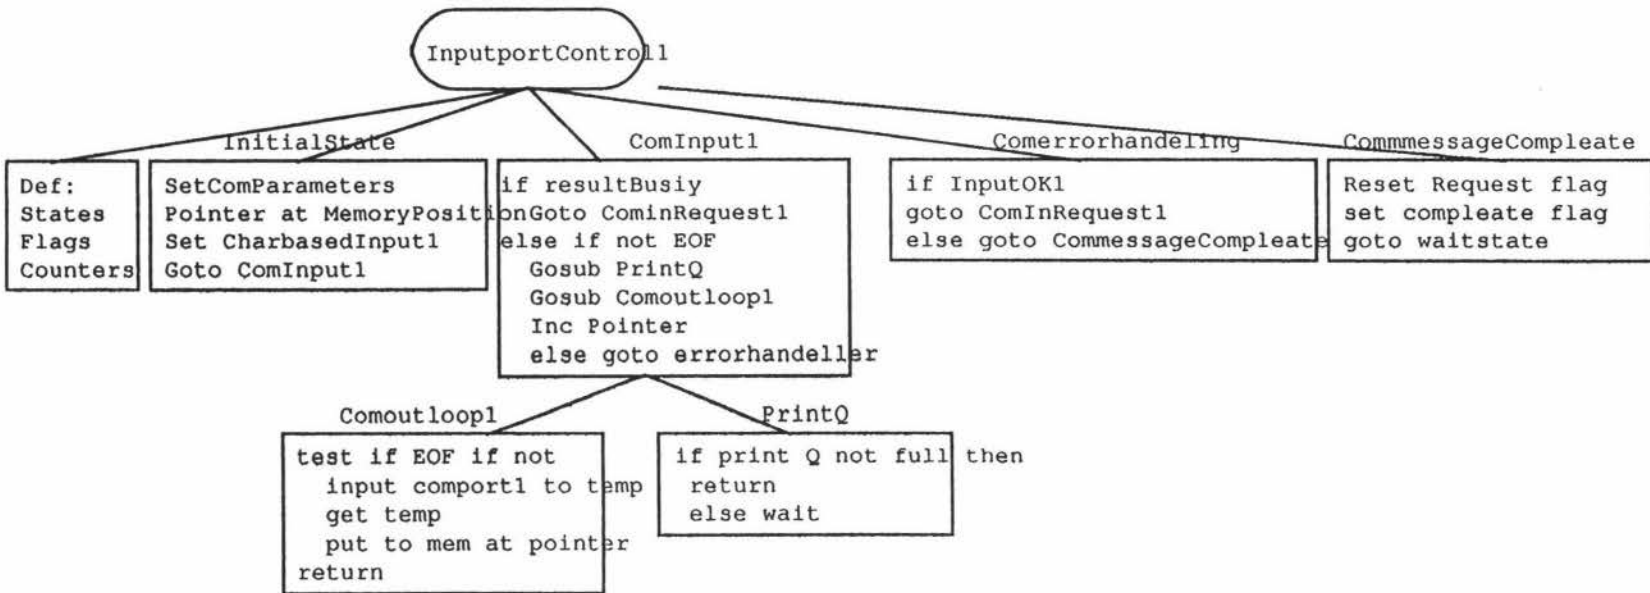 InputportControl1
InitialState
ComInput1
Comerrorhandeling
CommmessageCompleate
Def:
States
Flags
Counters
SetComParameters
Pointer at MemoryPosition
Set CharbasedInput1
Goto ComInput1
if resultBusiy
Goto CominRequest1
else if not EOF
Gosub PrintQ
Gosub Comoutloop1
Inc Pointer
else goto errorhandeller
if InputOK1
goto ComInRequest1
else goto CommessageCompleate
Reset Request flag
set compleate flag
goto waitstate
Comoutloop1
test if EOF if not
input comport1 to temp
get temp
put to mem at pointer
return
PrintQ
if print Q not full then
return
else wait